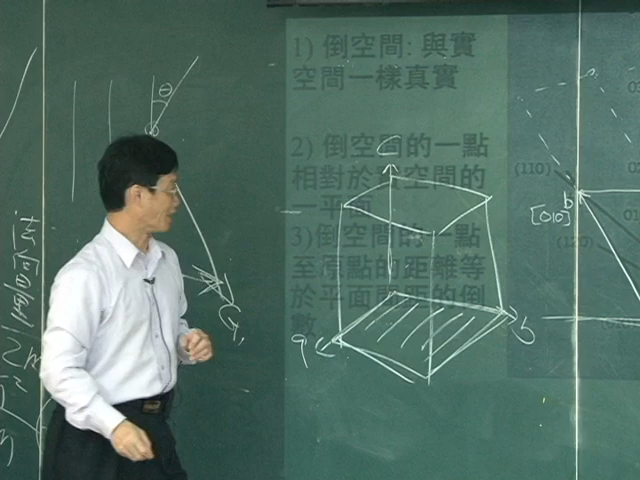 1) 倒空間: 與實
空間一樣真實
2) 倒空間的一點
相對於實空間的
一平面
3)倒空間的一點
至原點的距離等
於平面間距的倒
數
θ
C
a
b
G
(110)
b
[010]
(120)